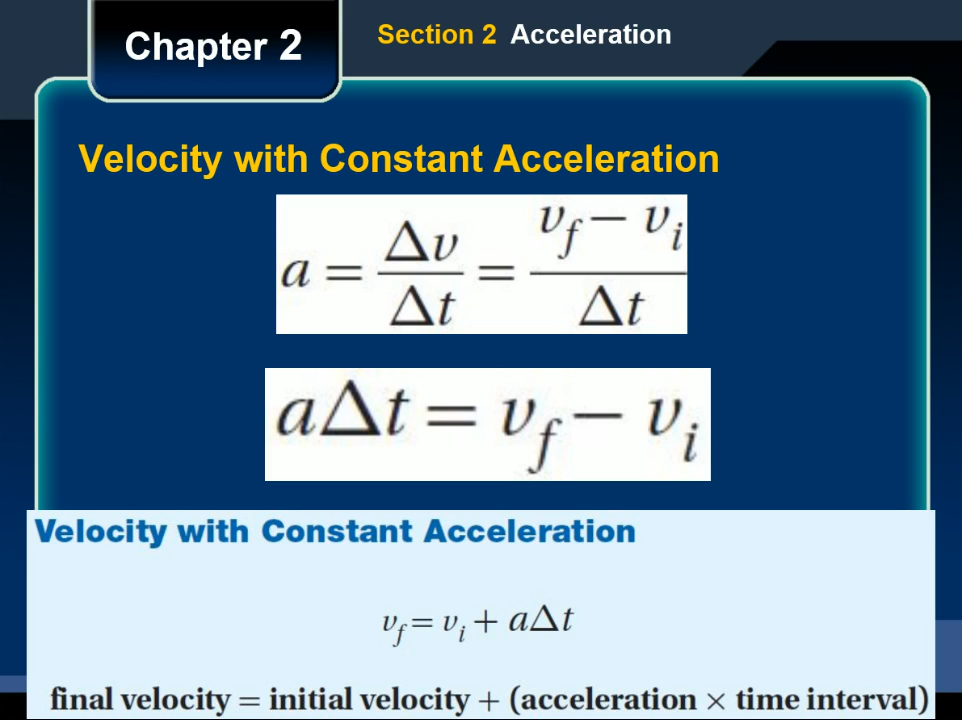 Chapter 2
Section 2 Acceleration
Velocity with Constant Acceleration
a = Δv/Δt = (v_f − v_i)/Δt
aΔt = v_f − v_i
Velocity with Constant Acceleration
v_f = v_i + aΔt
final velocity = initial velocity + (acceleration × time interval)